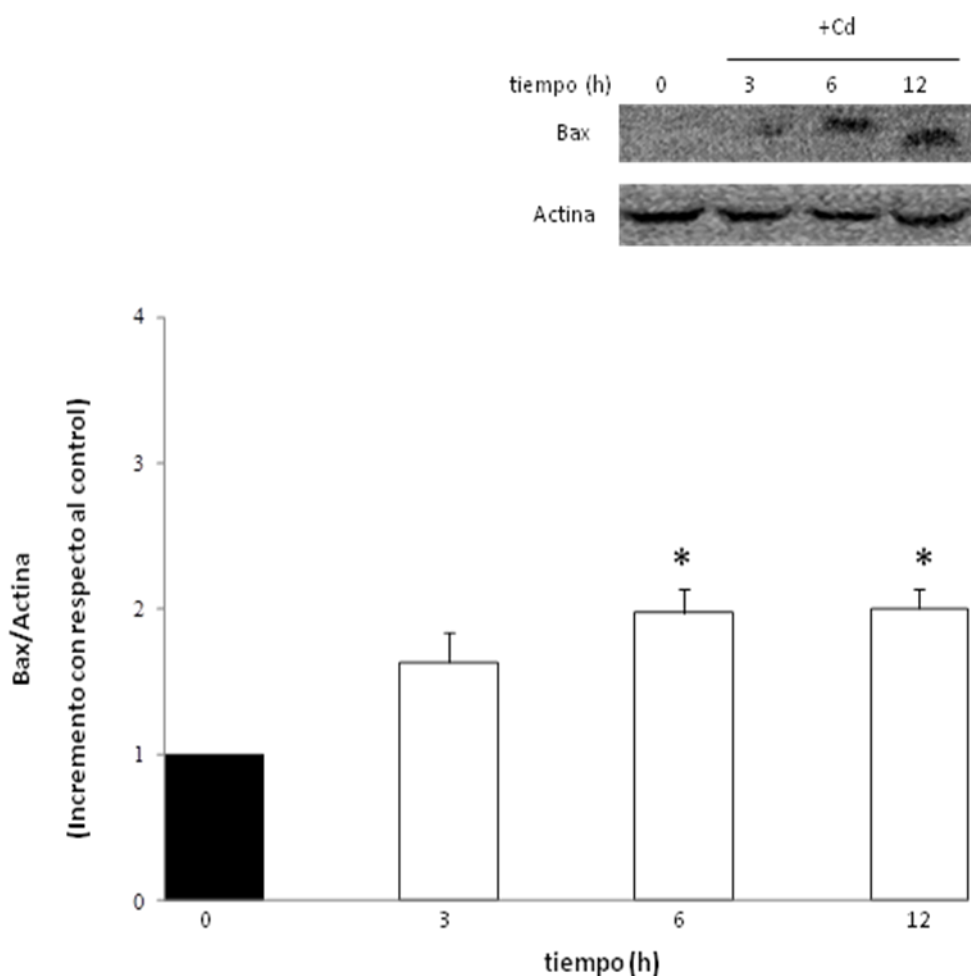 +Cd
tiempo (h) 0 3 6 12
Bax
Actina
4
3
2
1
0
Bax/Actina
(Incremento con respecto al control)
* *
0 3 6 12
tiempo (h)